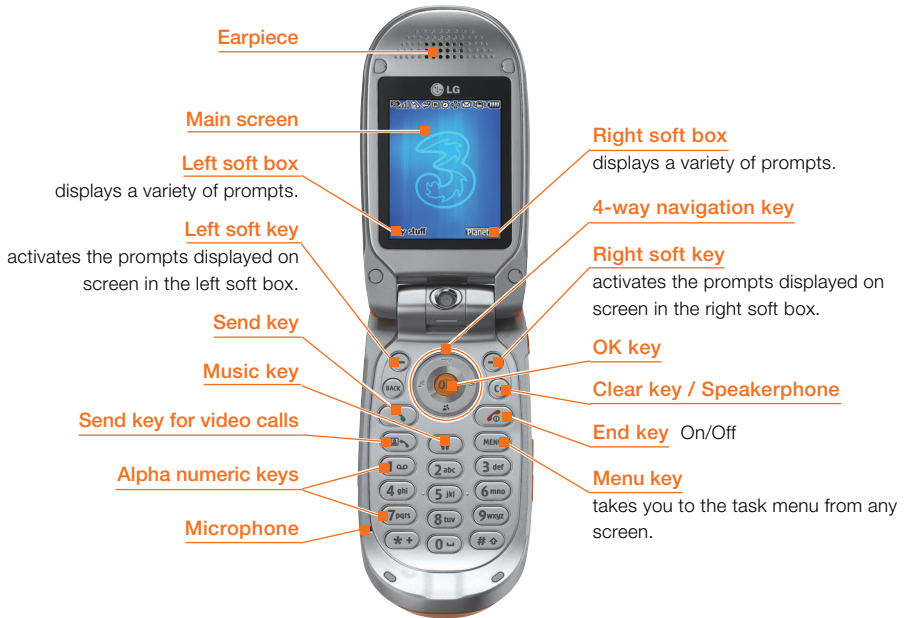 Earpiece
LG
Main screen
Left soft box
displays a variety of prompts.
Left soft key
activates the prompts displayed on
screen in the left soft box.
Send key
Music key
Send key for video calls
Alpha numeric keys
Microphone
Right soft box
displays a variety of prompts.
4-way navigation key
Right soft key
activates the prompts displayed on
screen in the right soft box.
OK key
Clear key / Speakerphone
End key On/Off
Menu key
takes you to the task menu from any
screen.
3
stuff
Planet
BACK
1
2 abc
3 def
4 ghi
5 jkl
6 mno
7 pqrs
8 tuv
9 wxyz
* +
0
#